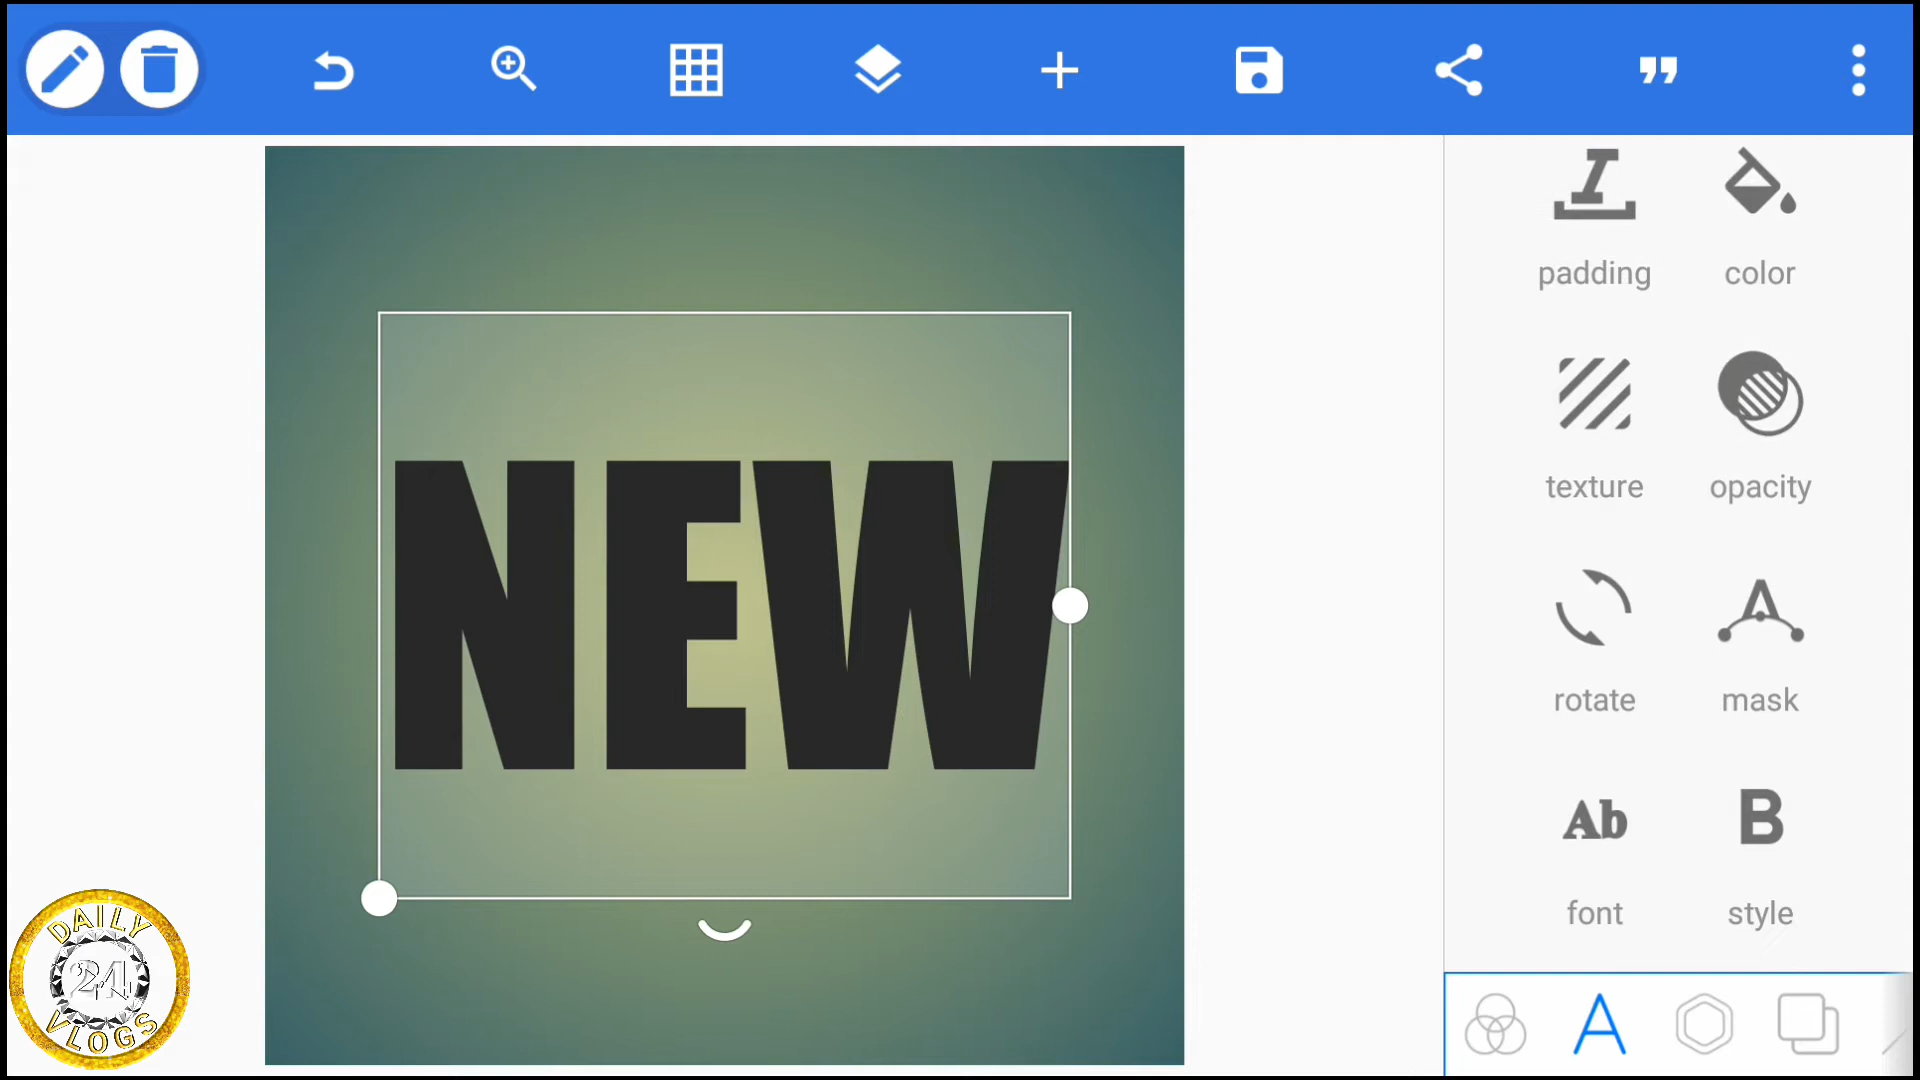 padding color
texture opacity
NEW
rotate mask
Ab B
font style
A
DAILY
24
VLOGS